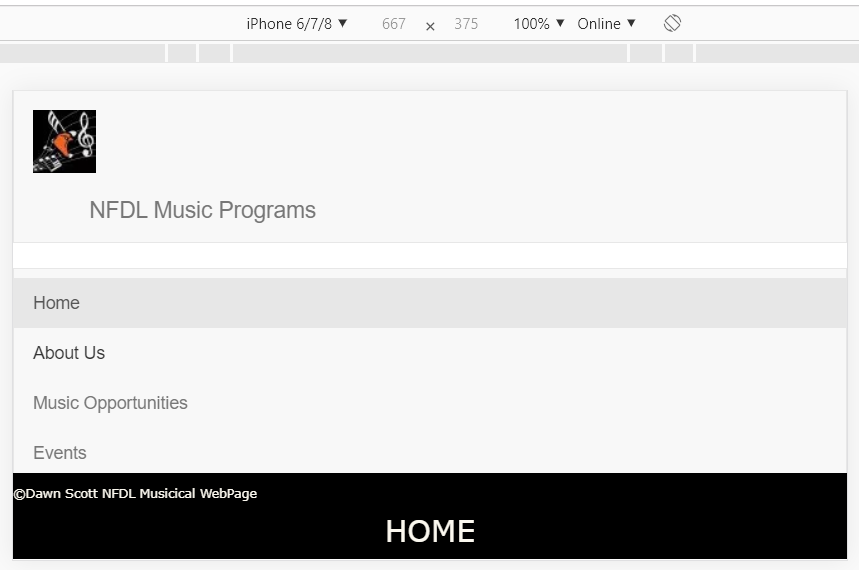 iPhone 6/7/8 ▼ 667 × 375 100% ▼ Online ▼
NFDL Music Programs
Home
About Us
Music Opportunities
Events
©Dawn Scott NFDL Musicical WebPage
HOME